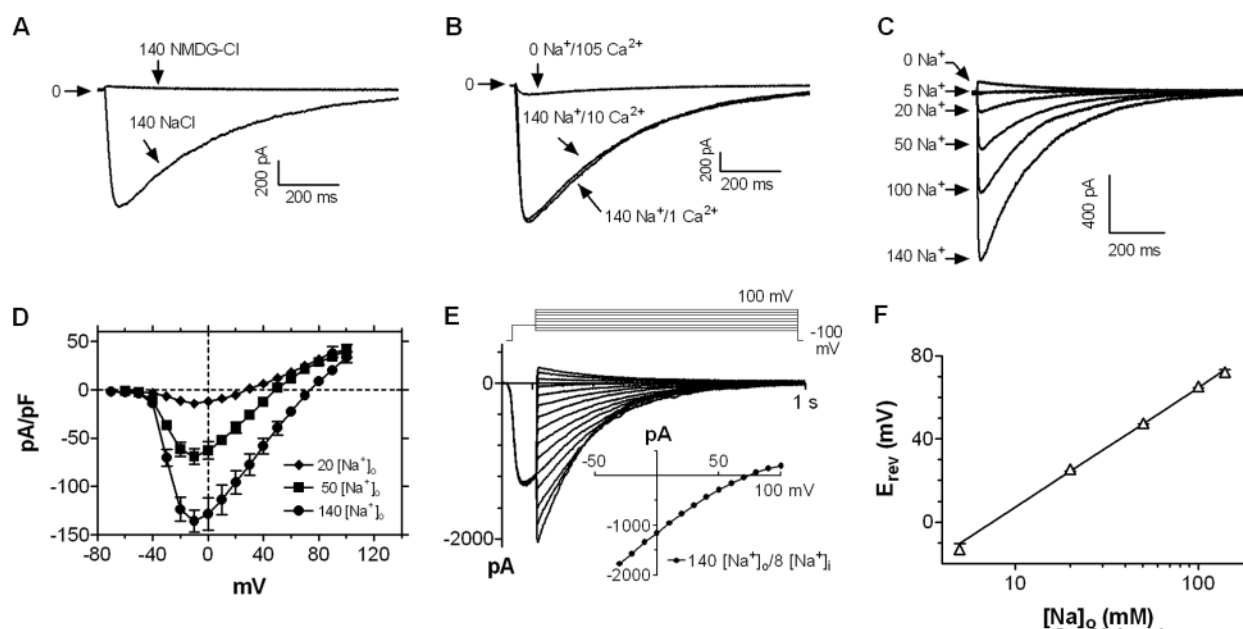 A
140 NMDG-Cl
0
140 NaCl
200 pA
200 ms
B
0 Na⁺/105 Ca²⁺
0
140 Na⁺/10 Ca²⁺
140 Na⁺/1 Ca²⁺
200 pA
200 ms
C
0 Na⁺
5 Na⁺
20 Na⁺
50 Na⁺
100 Na⁺
140 Na⁺
400 pA
200 ms
D
pA/pF
50
0
-50
-100
-150
-80
-40
0
40
80
120
mV
20 [Na⁺]ₒ
50 [Na⁺]ₒ
140 [Na⁺]ₒ
E
100 mV
-100
mV
0
1 s
-2000
pA
pA
-50
50
100 mV
-1000
-2000
140 [Na⁺]ₒ/8 [Na⁺]ᵢ
F
Eᵣₑᵥ (mV)
80
40
0
10
100
[Na]ₒ (mM)